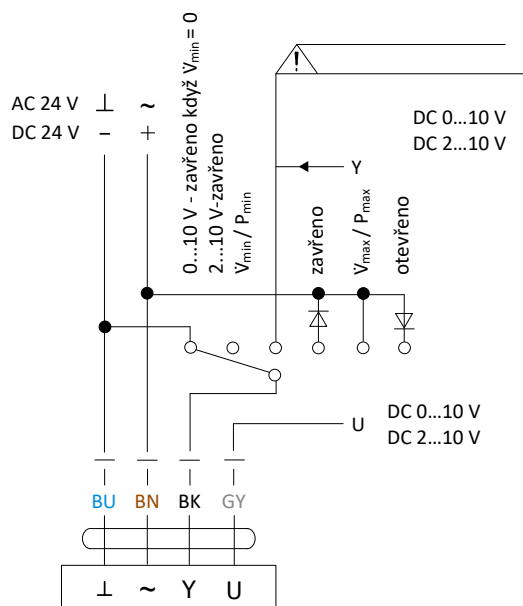 !
AC 24 V ⊥ ~
DC 24 V − +
DC 0...10 V
DC 2...10 V
Y
0...10 V - zavřeno když V̇min = 0
2...10 V-zavřeno
V̇min / Pmin
zavřeno
V̇max / Pmax
otevřeno
U
DC 0...10 V
DC 2...10 V
BU BN BK GY
⊥ ~ Y U